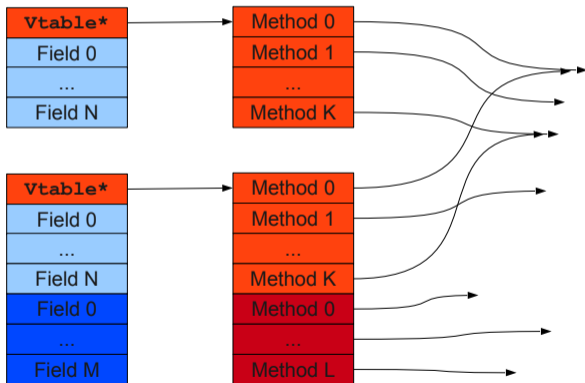 Vtable* Method 0
Field 0 Method 1
... ...
Field N Method K
Vtable* Method 0
Field 0 Method 1
... ...
Field N Method K
Field 0 Method 0
... ...
Field M Method L